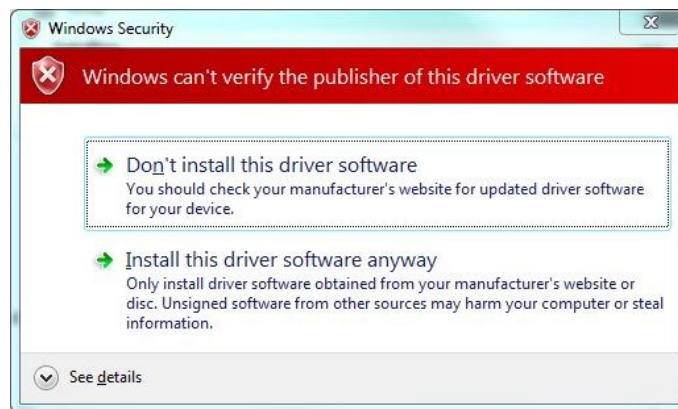 Windows Security
Windows can't verify the publisher of this driver software
Don't install this driver software
You should check your manufacturer's website for updated driver software
for your device.
Install this driver software anyway
Only install driver software obtained from your manufacturer's website or
disc. Unsigned software from other sources may harm your computer or steal
information.
See details